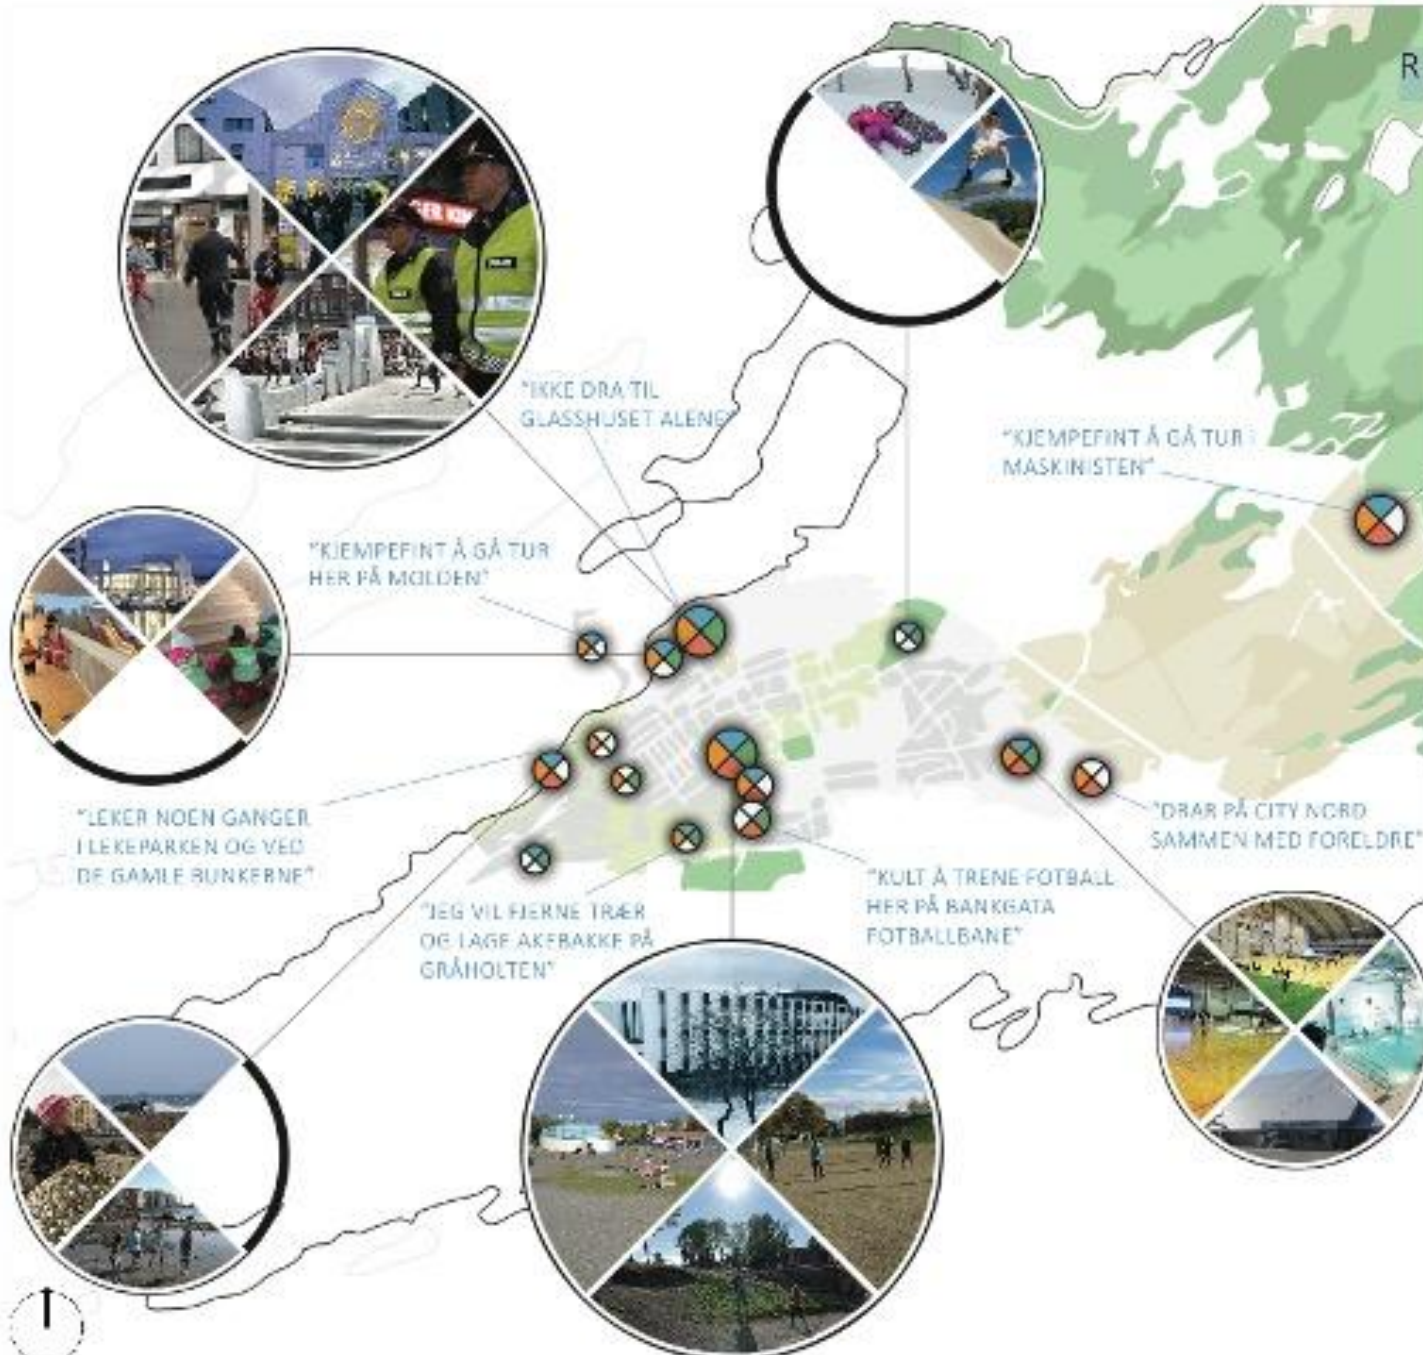 R
"IKKE DRA TIL
GLASSHUSET ALENE"
"KJEMPEFINT Å GÅ TUR I
MASKINISTEN"
"KJEMPEFINT Å GÅ TUR
HER PÅ MOLOEN"
"LEKER NOEN GANGER
I LEKEPARKEN OG VED
DE GAMLE BUNKERNE"
"DRAR PÅ CITY NORD
SAMMEN MED FORELDRE"
"KULT Å TRENE FOTBALL
HER PÅ BANKGATA
FOTBALLBANE"
"JEG VIL FJERNE TRÆR
OG LAGE AKEBAKKE PÅ
GRÅHOLTEN"